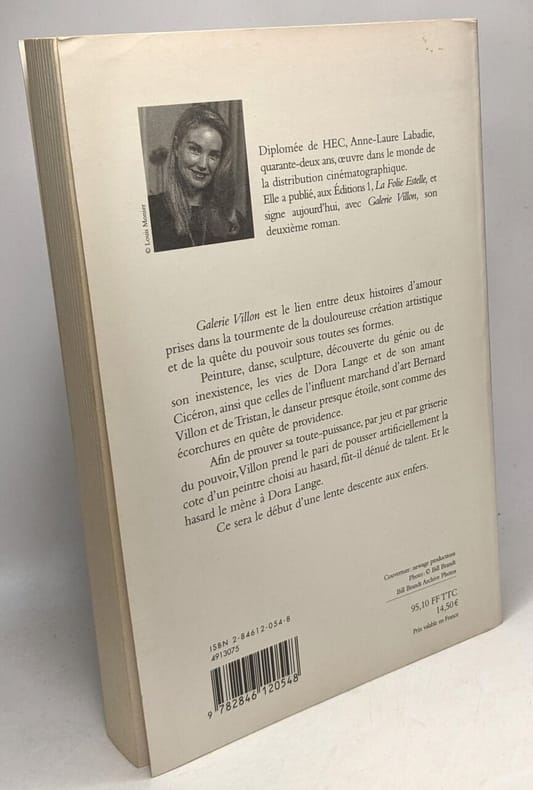 © Louis Monier
Diplomée de HEC, Anne-Laure Labadie,
quarante-deux ans, œuvre dans le monde de
la distribution cinématographique.
Elle a publié, aux Éditions 1, La Folie Estelle, et
signe aujourd'hui, avec Galerie Villon, son
deuxième roman.
Galerie Villon est le lien entre deux histoires d'amour
prises dans la tourmente de la douloureuse création artistique
et de la quête du pouvoir sous toutes ses formes.
Peinture, danse, sculpture, découverte du génie ou de
son inexistence, les vies de Dora Lange et de son amant
Cicéron, ainsi que celles de l'influent marchand d'art Bernard
Villon et de Tristan, le danseur presque étoile, sont comme des
écorchures en quête de providence.
Afin de prouver sa toute-puissance, par jeu et par griserie
du pouvoir, Villon prend le pari de pousser artificiellement la
cote d'un peintre choisi au hasard, fût-il dénué de talent. Et le
hasard le mène à Dora Lange.
Ce sera le début d'une lente descente aux enfers.
Couverture: newage productions
Photo: © Bill Brandt
Bill Brandt Archive Photos
95,10 FF TTC
14,50 €
Prix valable en France
ISBN 2-84612-054-8
4913075
9 782846 120548